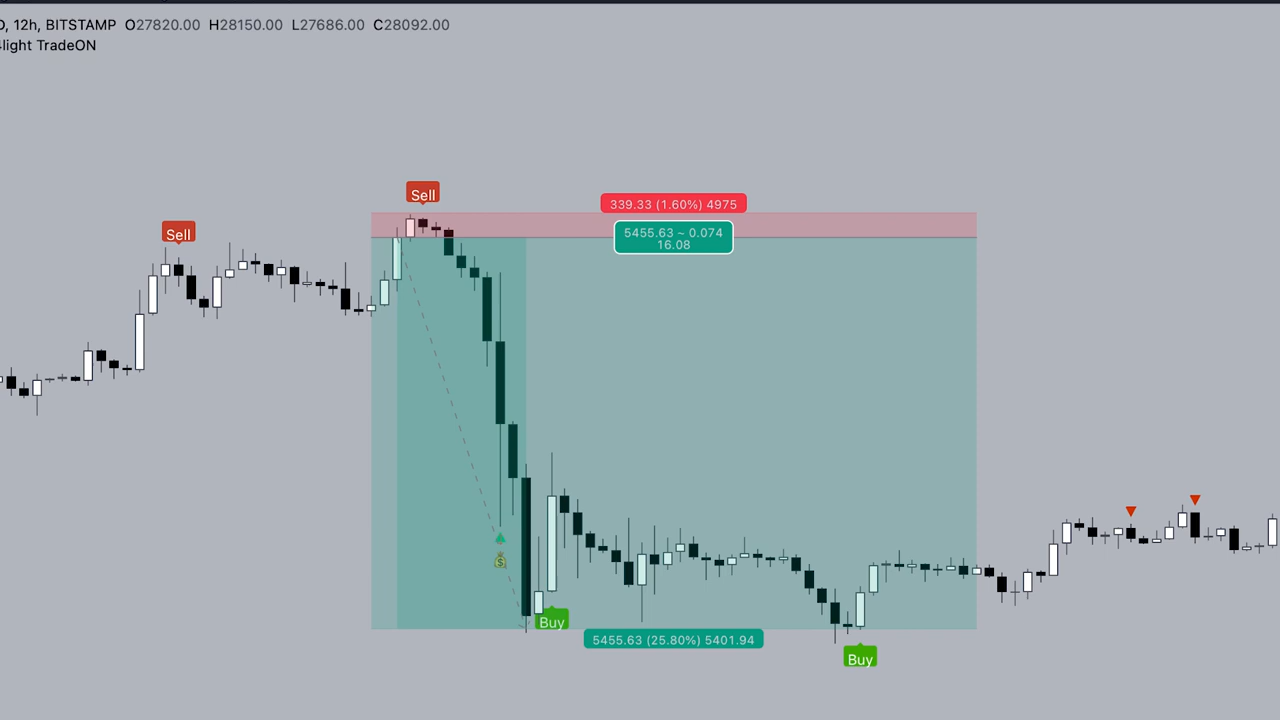 12h, BITSTAMP O27820.00 H28150.00 L27686.00 C28092.00
light TradeON
Sell
339.33 (1.60%) 4975
Sell
5455.63 ~ 0.074
16.08
Buy
5455.63 (25.80%) 5401.94
Buy